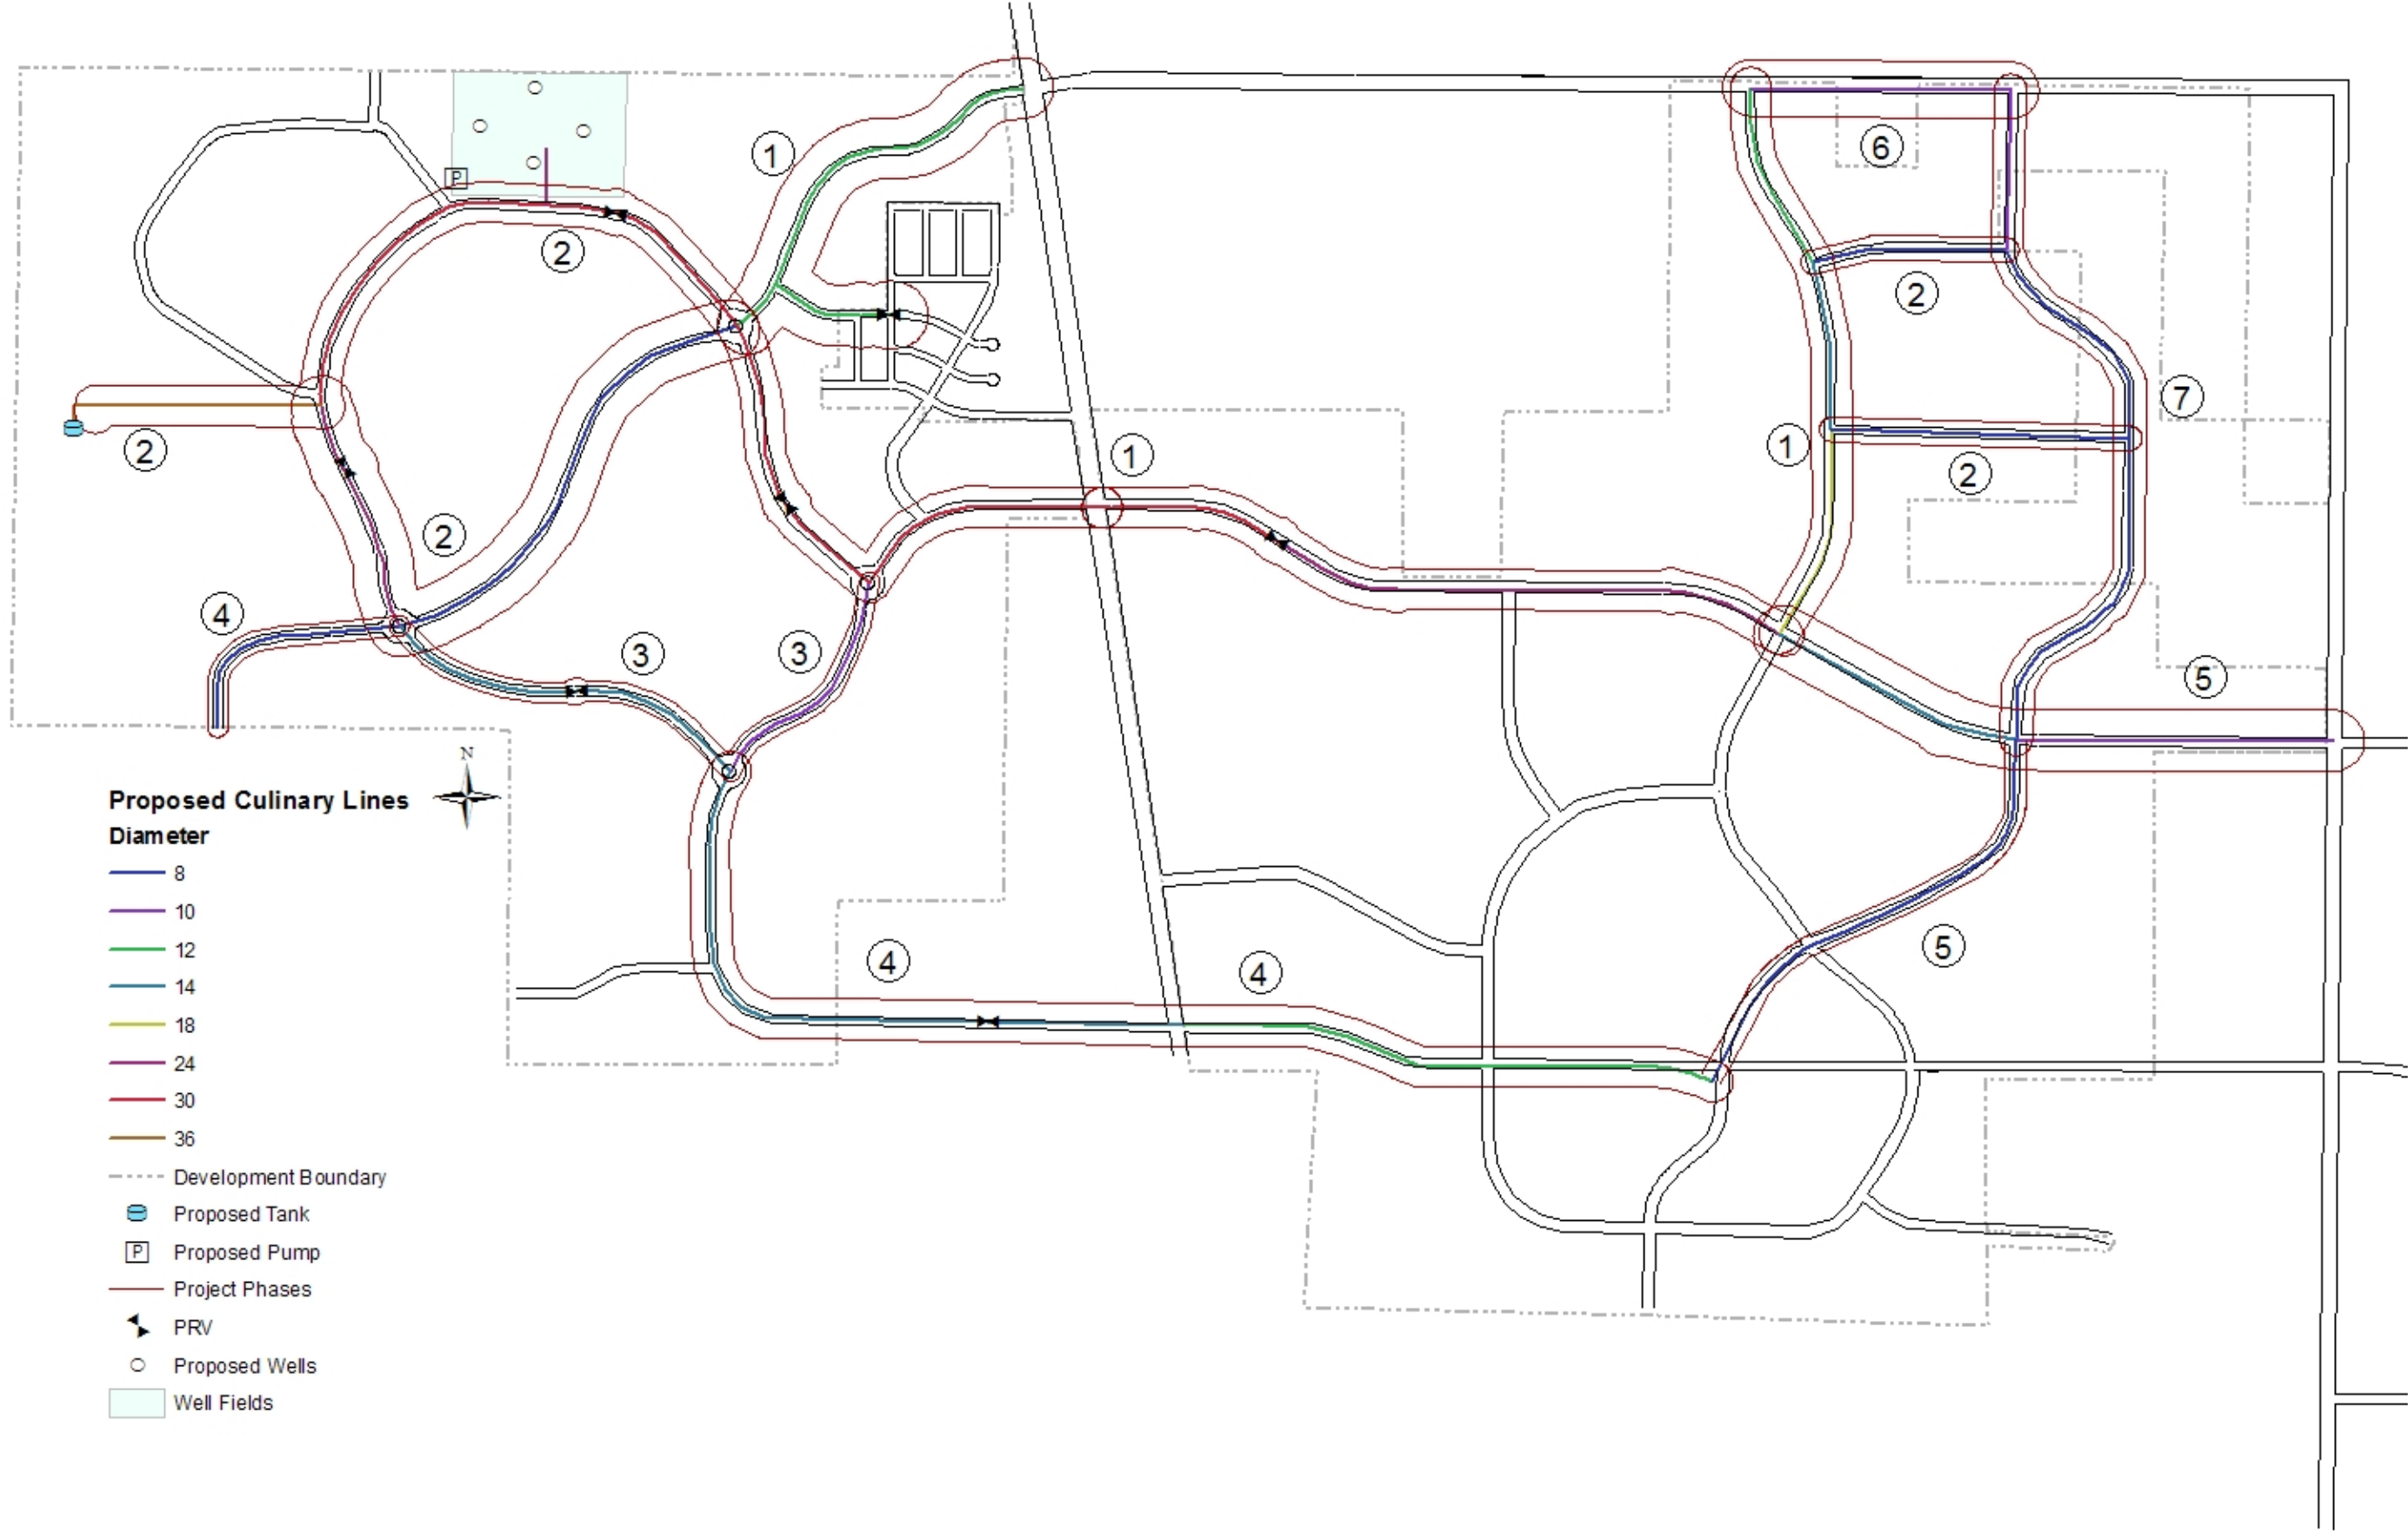 1
6
P
2
2
7
1
1
2
2
2
4
3
3
5
N
Proposed Culinary Lines
Diameter
8
10
12
14
18
24
30
36
Development Boundary
Proposed Tank
P Proposed Pump
Project Phases
PRV
Proposed Wells
Well Fields
4
4
5